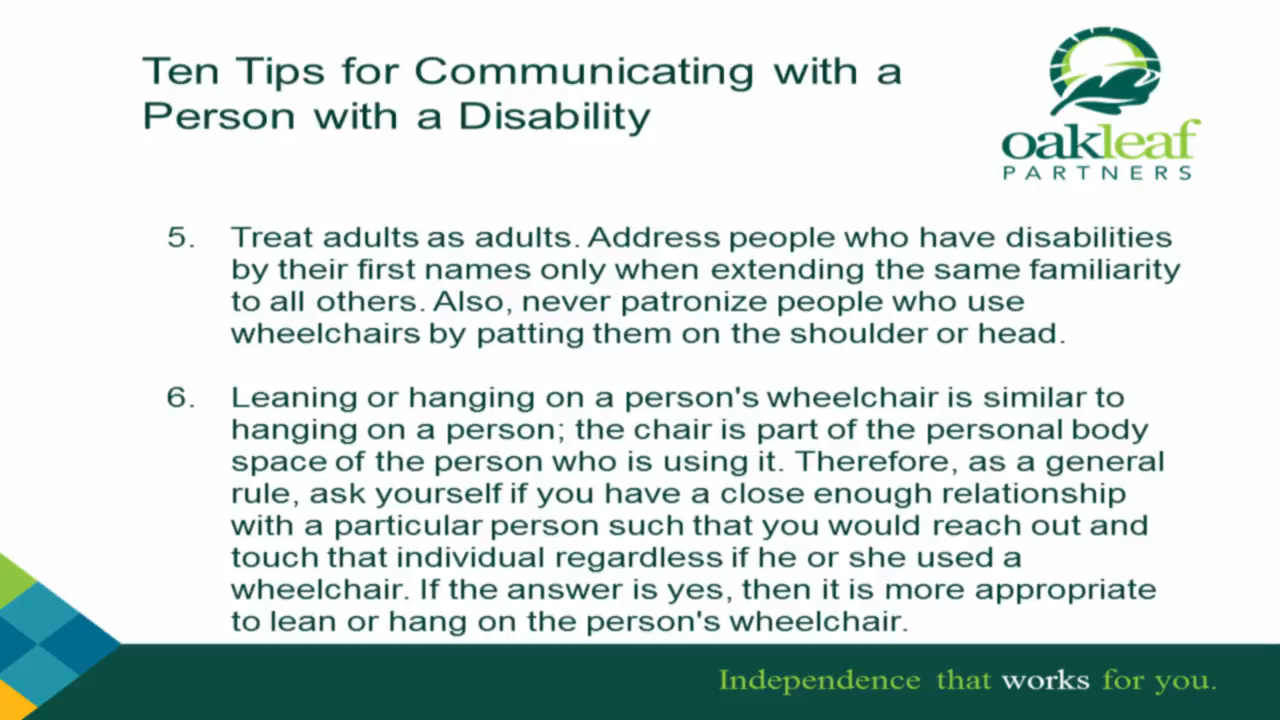 Ten Tips for Communicating with a
Person with a Disability
oakleaf
PARTNERS
5. Treat adults as adults. Address people who have disabilities
by their first names only when extending the same familiarity
to all others. Also, never patronize people who use
wheelchairs by patting them on the shoulder or head.
6. Leaning or hanging on a person's wheelchair is similar to
hanging on a person; the chair is part of the personal body
space of the person who is using it. Therefore, as a general
rule, ask yourself if you have a close enough relationship
with a particular person such that you would reach out and
touch that individual regardless if he or she used a
wheelchair. If the answer is yes, then it is more appropriate
to lean or hang on the person's wheelchair.
Independence that works for you.